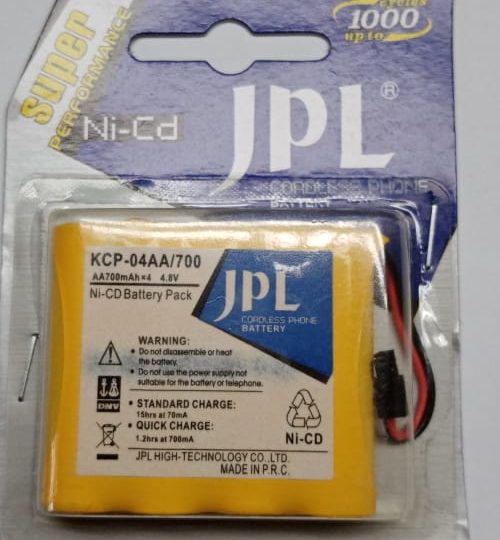 super
PERFORMANCE
cycles
1000
up to
Ni-Cd
JPL®
CORDLESS PHONE
BATTERY
KCP-04AA/700
AA700mAh×4 4.8V
Ni-CD Battery Pack
JPL
CORDLESS PHONE
BATTERY
WARNING:
• Do not disassemble or heat
the battery.
• Do not use the power supply not
suitable for the battery or telephone.
DNV
• STANDARD CHARGE:
15hrs at 70mA
• QUICK CHARGE:
1.2hrs at 700mA
Ni-CD
JPL HIGH-TECHNOLOGY CO.,LTD.
MADE IN P.R.C.